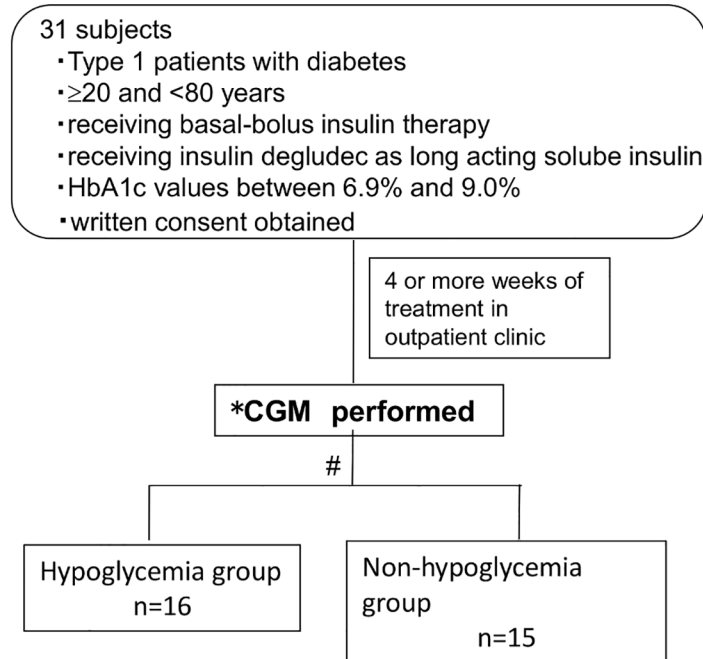 31 subjects
・Type 1 patients with diabetes
・≥20 and <80 years
・receiving basal-bolus insulin therapy
・receiving insulin degludec as long acting solube insulin
・HbA1c values between 6.9% and 9.0%
・written consent obtained
4 or more weeks of
treatment in
outpatient clinic
*CGM performed
#
Hypoglycemia group
n=16
Non-hypoglycemia
group
n=15